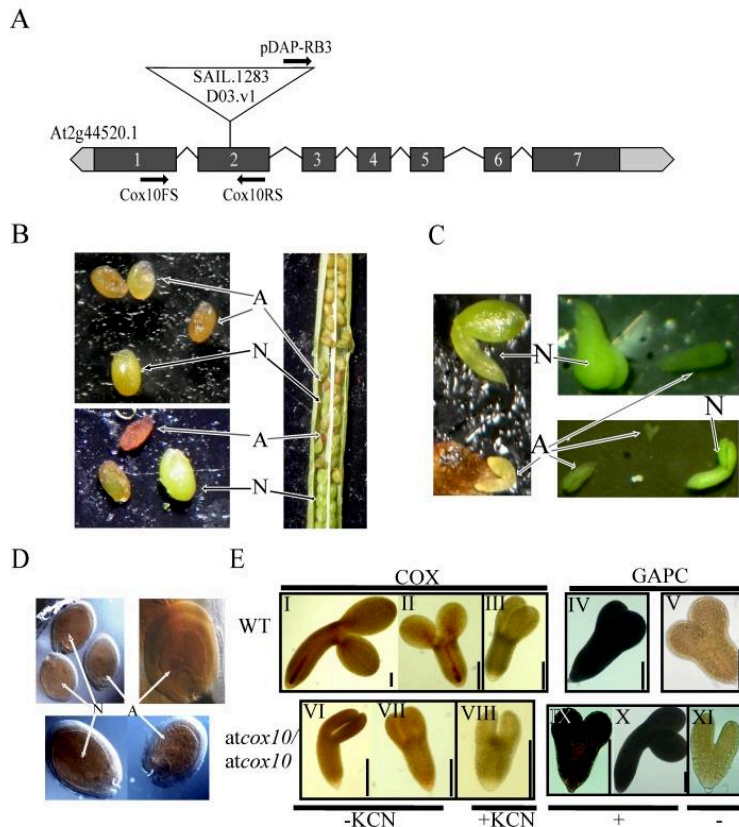 A
pDAP-RB3
SAIL.1283
D03.v1
At2g44520.1
1 2 3 4 5 6 7
Cox10FS Cox10RS
B
A
N
A
N
C
N
A
N
D
N A
E
COX GAPC
WT
I II III IV V
VI VII VIII IX X XI
atcox10/
atcox10
-KCN +KCN + -